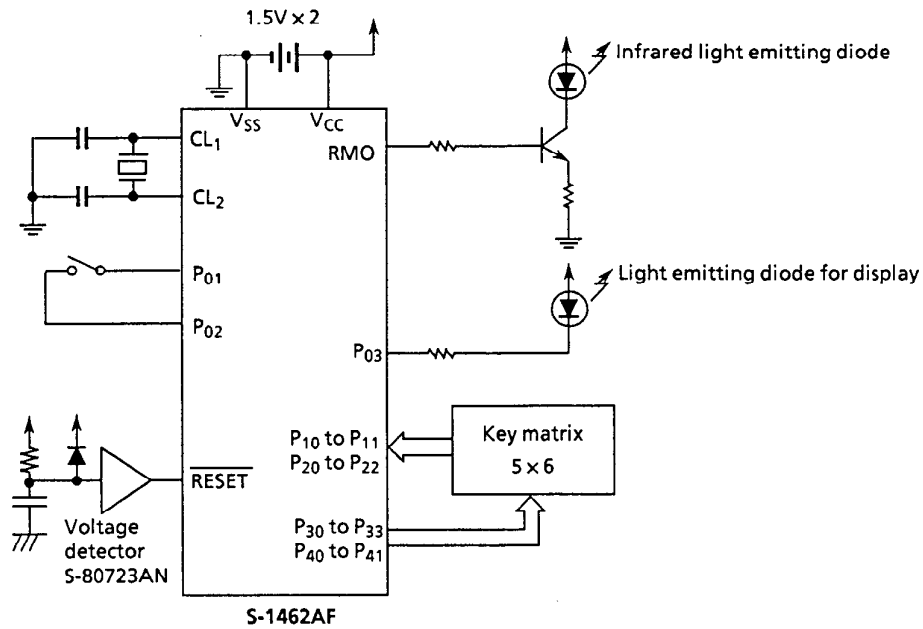 1.5V × 2
Infrared light emitting diode
VSS
VCC
CL1
RMO
CL2
Light emitting diode for display
P01
P02
P03
P10 to P11
Key matrix
P20 to P22
5 × 6
RESET
Voltage
detector
S-80723AN
P30 to P33
P40 to P41
S-1462AF